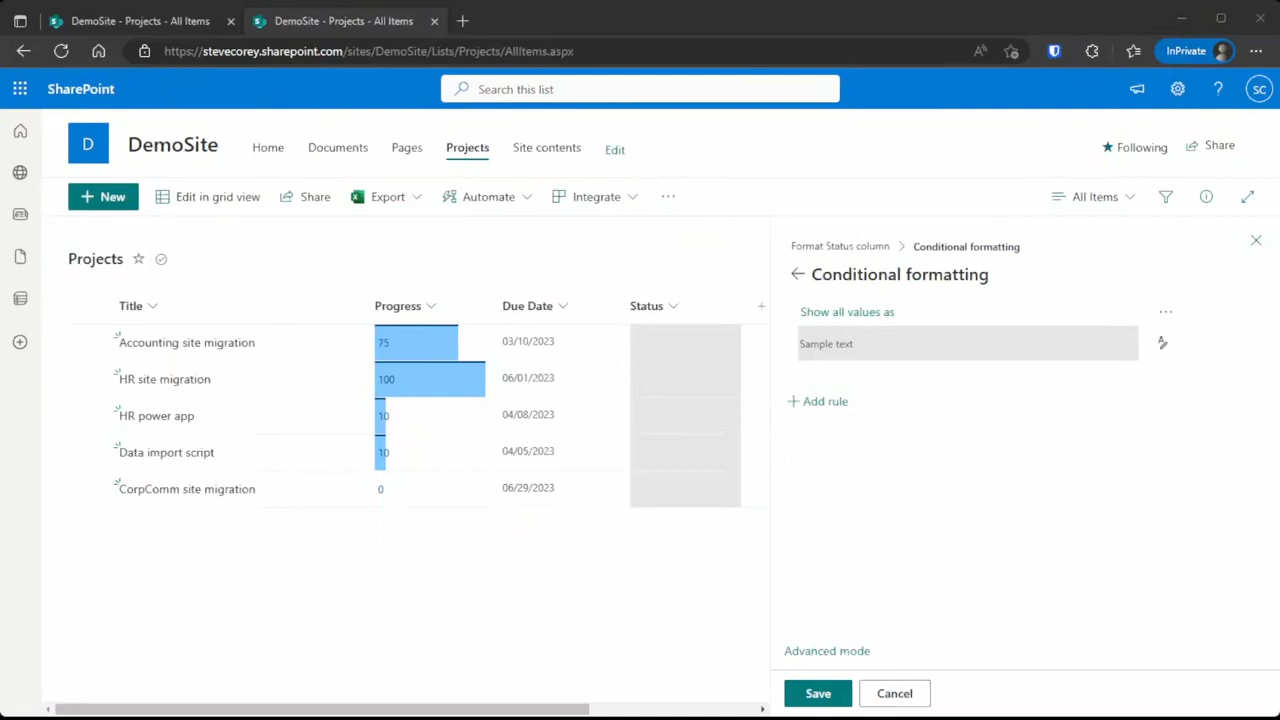 DemoSite - Projects - All Items
DemoSite - Projects - All Items
https://stevecorey.sharepoint.com/sites/DemoSite/Lists/Projects/AllItems.aspx
InPrivate
SharePoint
Search this list
SC
D
DemoSite
Home
Documents
Pages
Projects
Site contents
Edit
Following
Share
New
Edit in grid view
Share
Export
Automate
Integrate
All Items
Projects
Title
Progress
Due Date
Status
Accounting site migration
75
03/10/2023
HR site migration
100
06/01/2023
HR power app
10
04/08/2023
Data import script
10
04/05/2023
CorpComm site migration
0
06/29/2023
Format Status column > Conditional formatting
Conditional formatting
Show all values as
Sample text
Add rule
Advanced mode
Save
Cancel